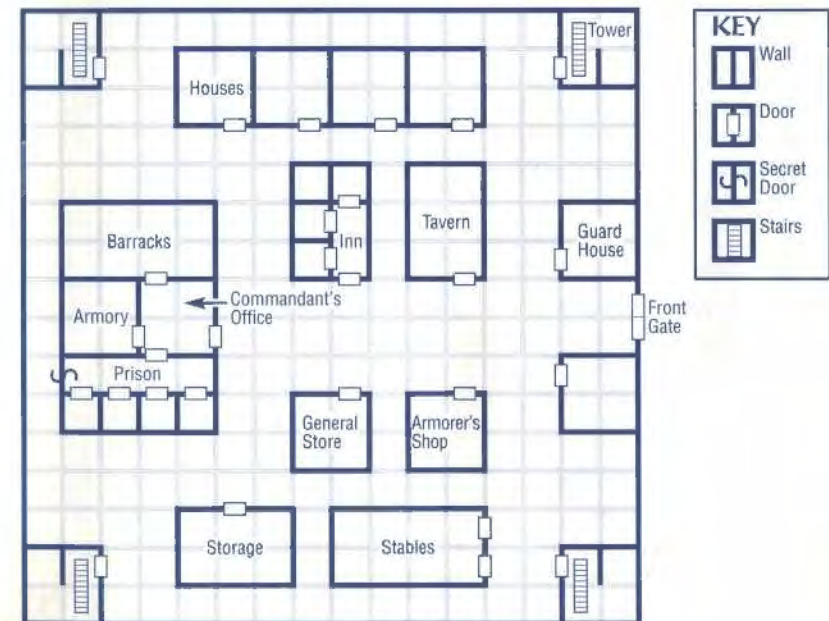 Tower
Houses
Barracks
Inn
Tavern
Guard
House
Armory
Commandant's
Office
Front
Gate
Prison
General
Store
Armorer's
Shop
Storage
Stables
KEY
Wall
Door
Secret
Door
Stairs